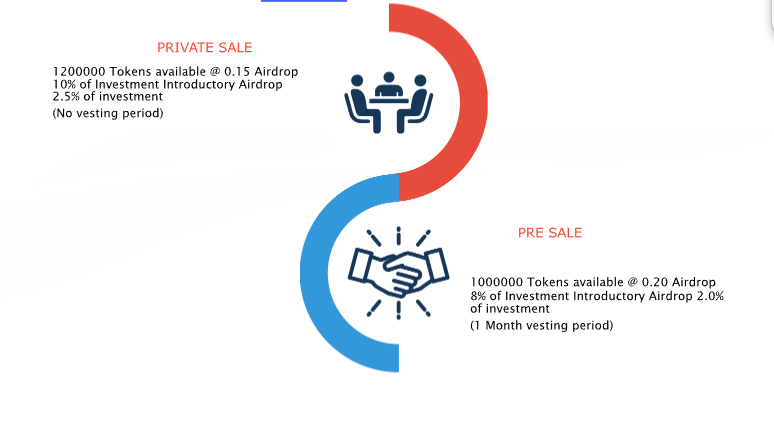 PRIVATE SALE
1200000 Tokens available @ 0.15 Airdrop
10% of Investment Introductory Airdrop
2.5% of investment
(No vesting period)
PRE SALE
1000000 Tokens available @ 0.20 Airdrop
8% of Investment Introductory Airdrop 2.0%
of investment
(1 Month vesting period)